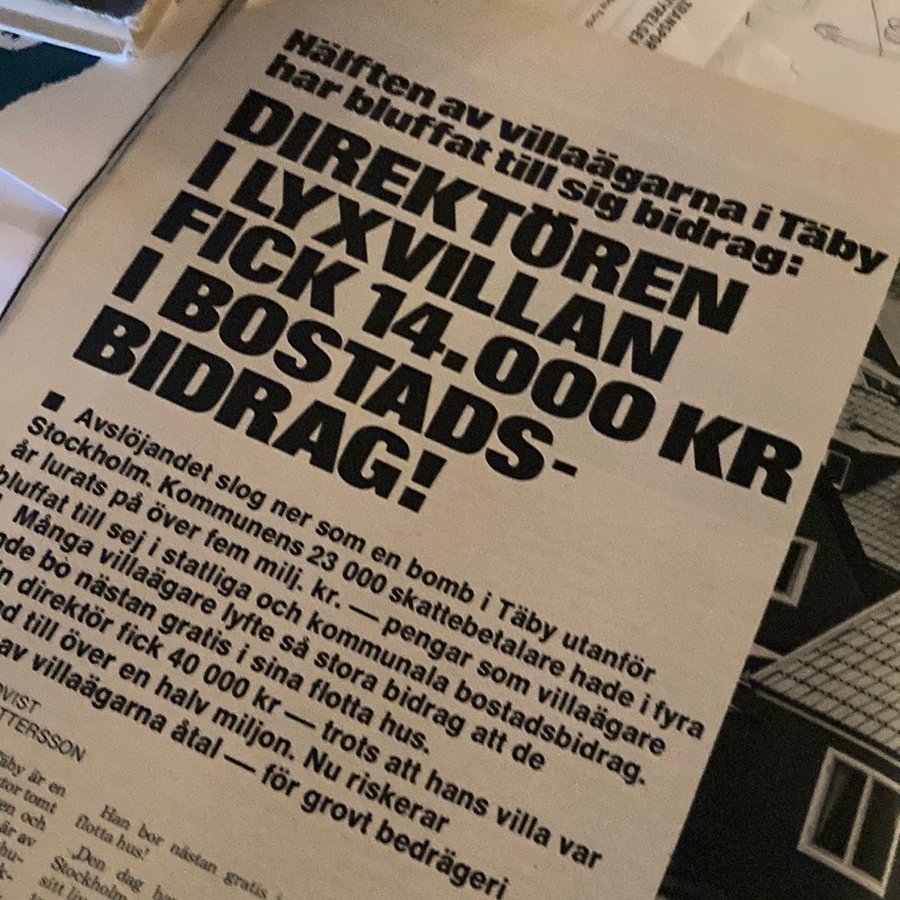 Hälften av villaägarna i Täby
har bluffat till sig bidrag:
DIREKTÖREN
I LYXVILLAN
FICK 14.000 KR
I BOSTADS-
BIDRAG!
Avslöjandet slog ner som en bomb i Täby utanför
Stockholm. Kommunens 23 000 skattebetalare hade i fyra
år lurats på över fem milj. kr. — pengar som villaägare
bluffat till sej i statliga och kommunala bostadsbidrag.
Många villaägare lyfte så stora bidrag att de
bo nästan gratis i sina flotta hus.
direktör fick 40 000 kr — trots att hans villa var
till över en halv miljon. Nu riskerar
av villaägarna åtal — för grovt bedrägeri
Han bor nästan gratis i
flotta hus!
"Den dag
Stockholm